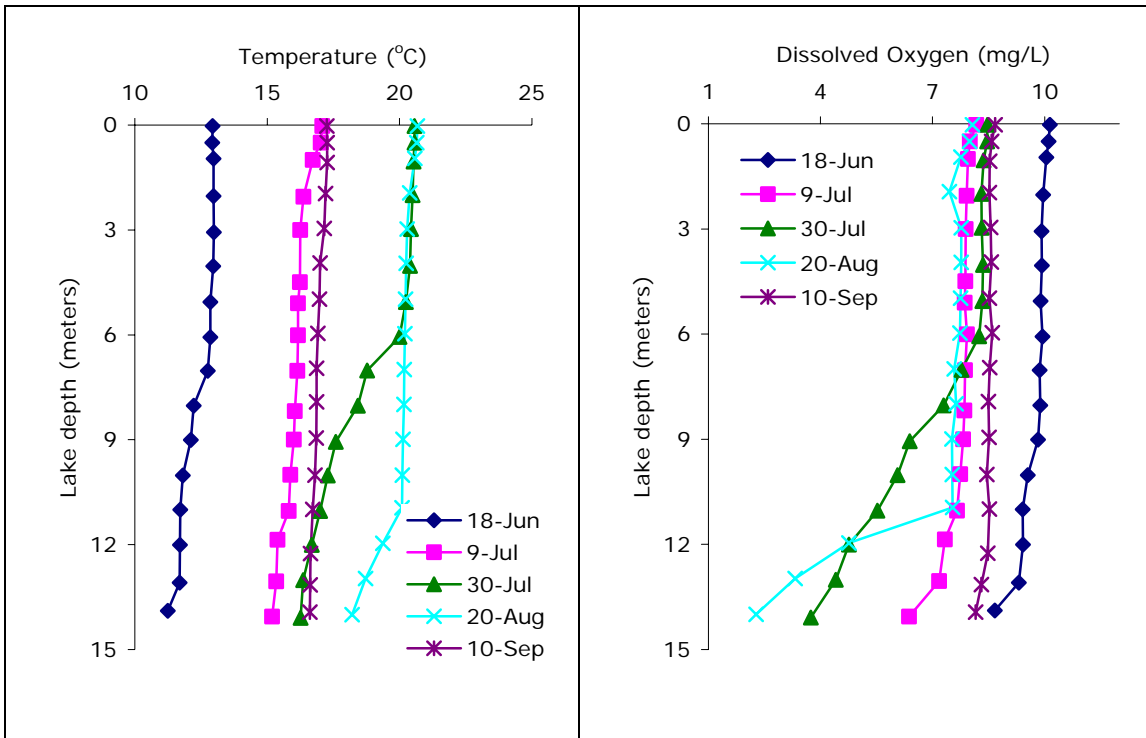 Temperature (°C)
10 15 20 25
0
3
6
9
12
15
Lake depth (meters)
18-Jun
9-Jul
30-Jul
20-Aug
10-Sep
Dissolved Oxygen (mg/L)
1 4 7 10
0
3
6
9
12
15
Lake depth (meters)
18-Jun
9-Jul
30-Jul
20-Aug
10-Sep